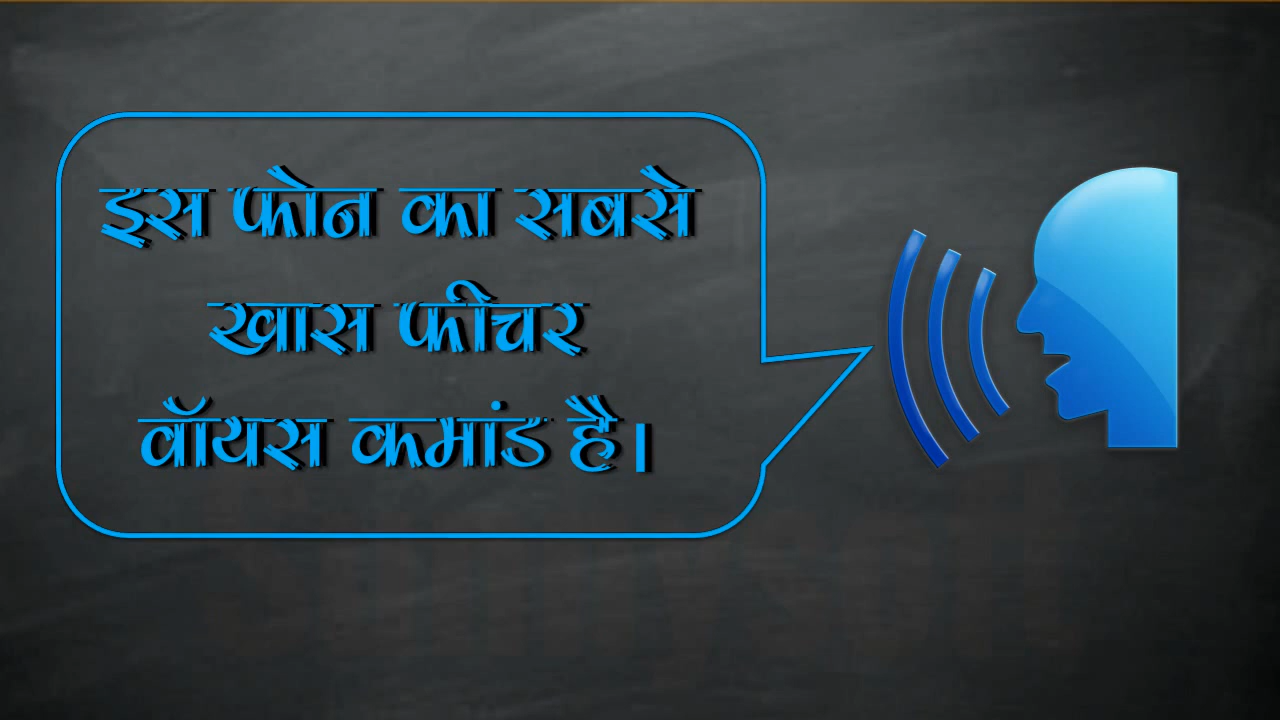 इस फोन का सबसे
खास फीचर
वॉयस कमांड है।